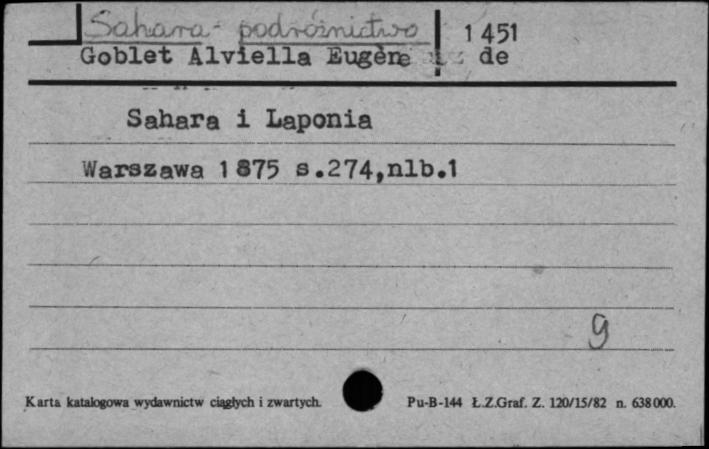 Sahara - podróżnictwo 1451
Goblet Alviella Eugène de
Sahara i Laponia
Warszawa 1875 s.274,nlb.1
9
Karta katalogowa wydawnictw ciągłych i zwartych. Pu-B-144 Ł.Z.Graf. Z. 120/15/82 n. 638000.